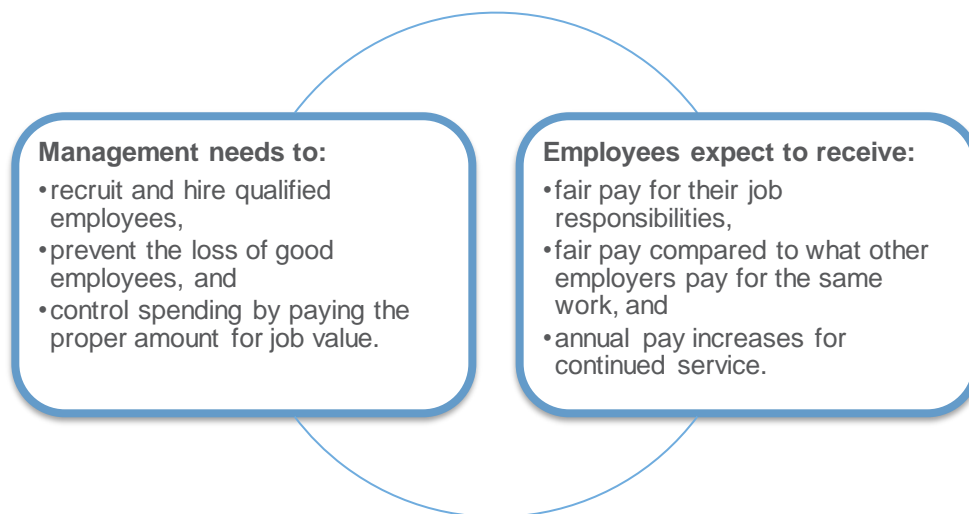 Management needs to:
•recruit and hire qualified
employees,
•prevent the loss of good
employees, and
•control spending by paying the
proper amount for job value.
Employees expect to receive:
•fair pay for their job
responsibilities,
•fair pay compared to what other
employers pay for the same
work, and
•annual pay increases for
continued service.